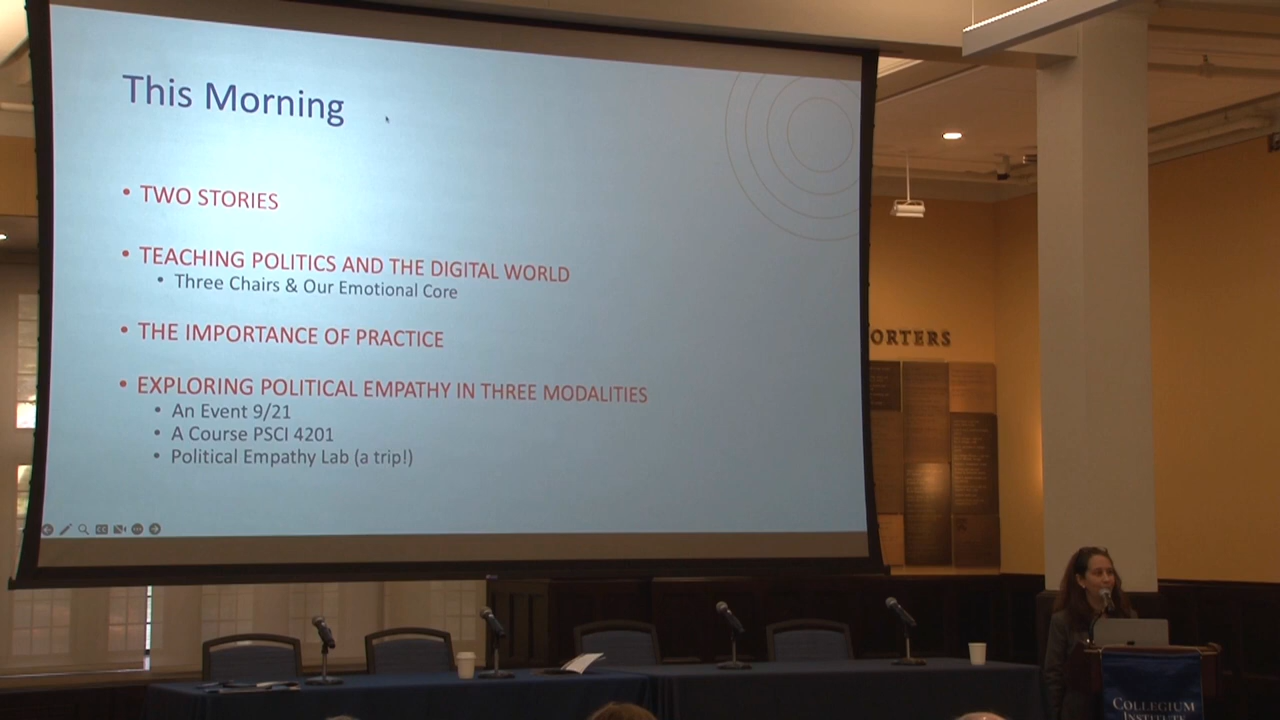 This Morning
• TWO STORIES
• TEACHING POLITICS AND THE DIGITAL WORLD
• Three Chairs & Our Emotional Core
• THE IMPORTANCE OF PRACTICE
• EXPLORING POLITICAL EMPATHY IN THREE MODALITIES
• An Event 9/21
• A Course PSCI 4201
• Political Empathy Lab (a trip!)
ORTERS
COLLEGIUM
INSTITUTE